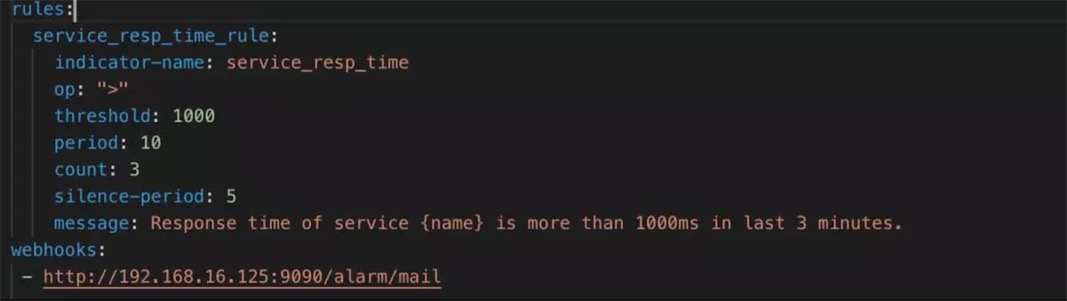 rules:
service_resp_time_rule:
indicator-name: service_resp_time
op: ">"
threshold: 1000
period: 10
count: 3
silence-period: 5
message: Response time of service {name} is more than 1000ms in last 3 minutes.
webhooks:
- http://192.168.16.125:9090/alarm/mail